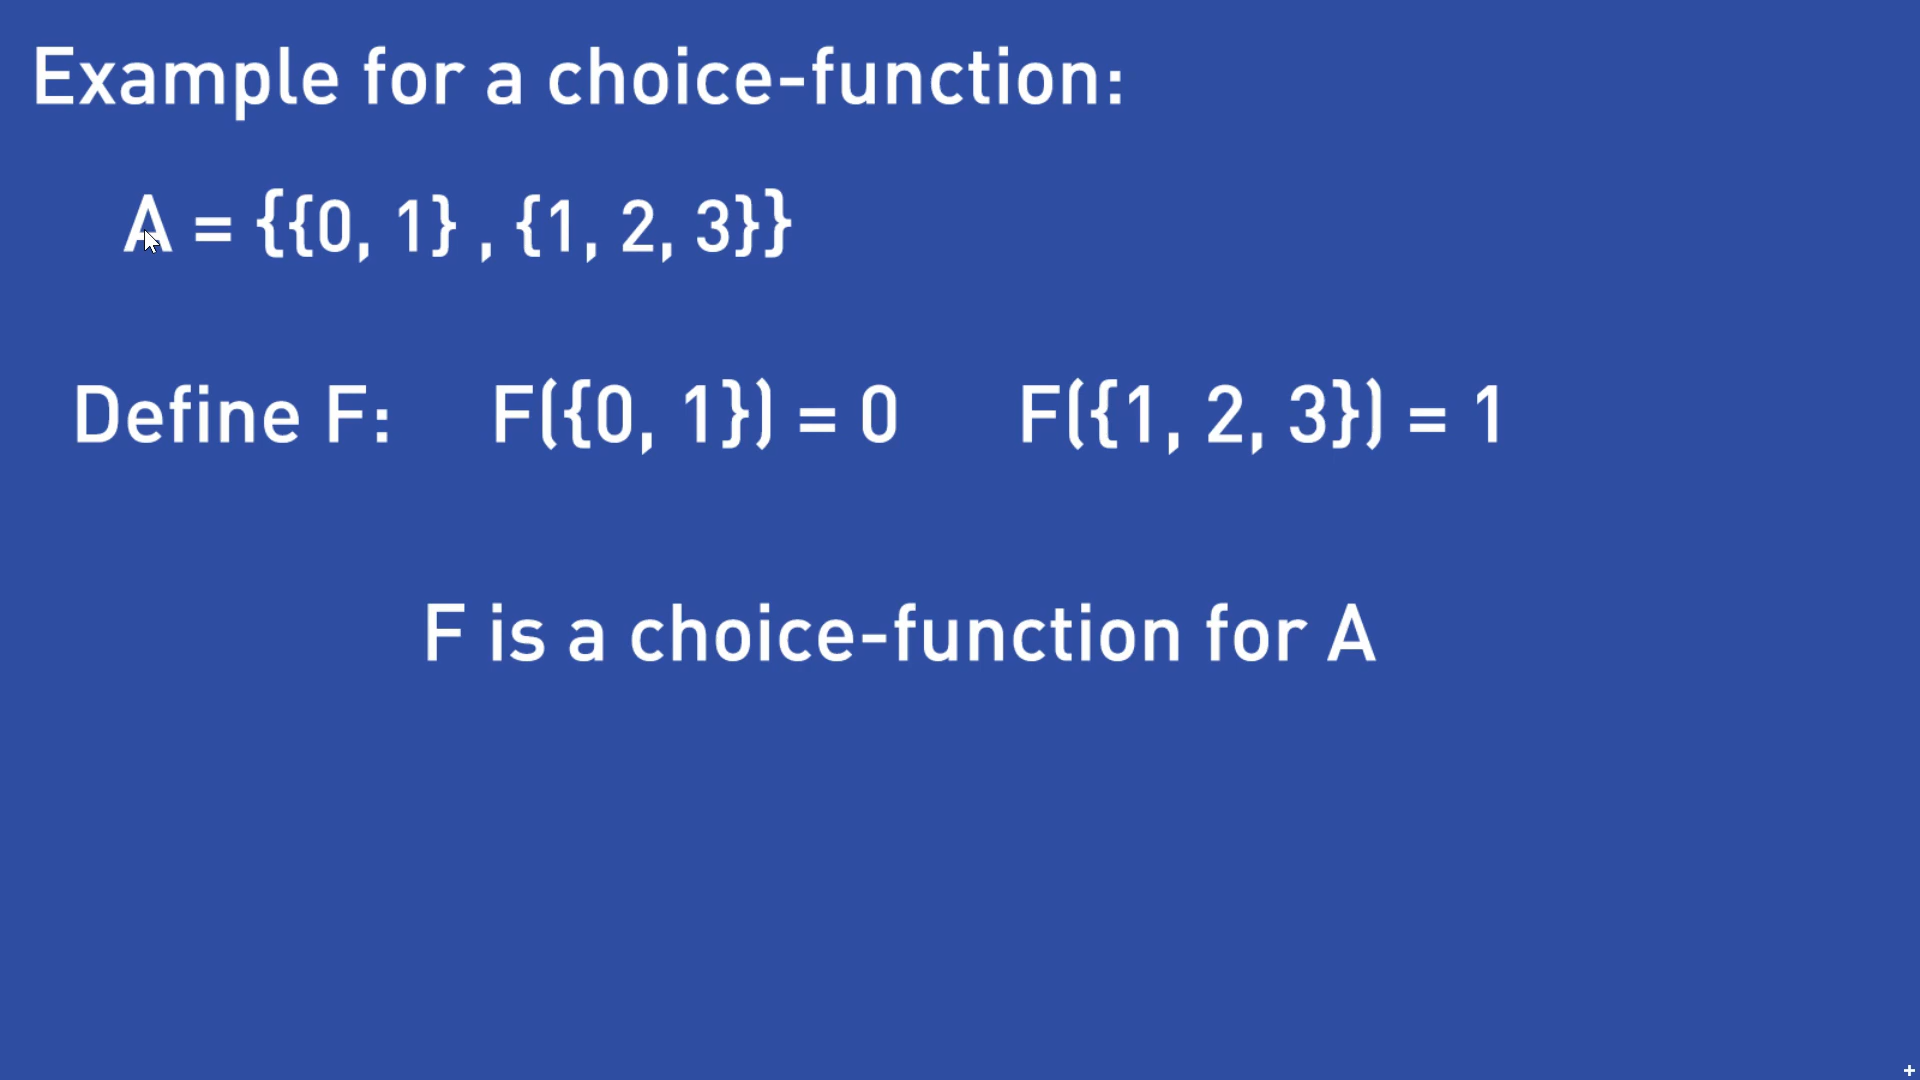 Example for a choice-function:
A = {{0, 1} , {1, 2, 3}}
Define F: F({0, 1}) = 0 F({1, 2, 3}) = 1
F is a choice-function for A